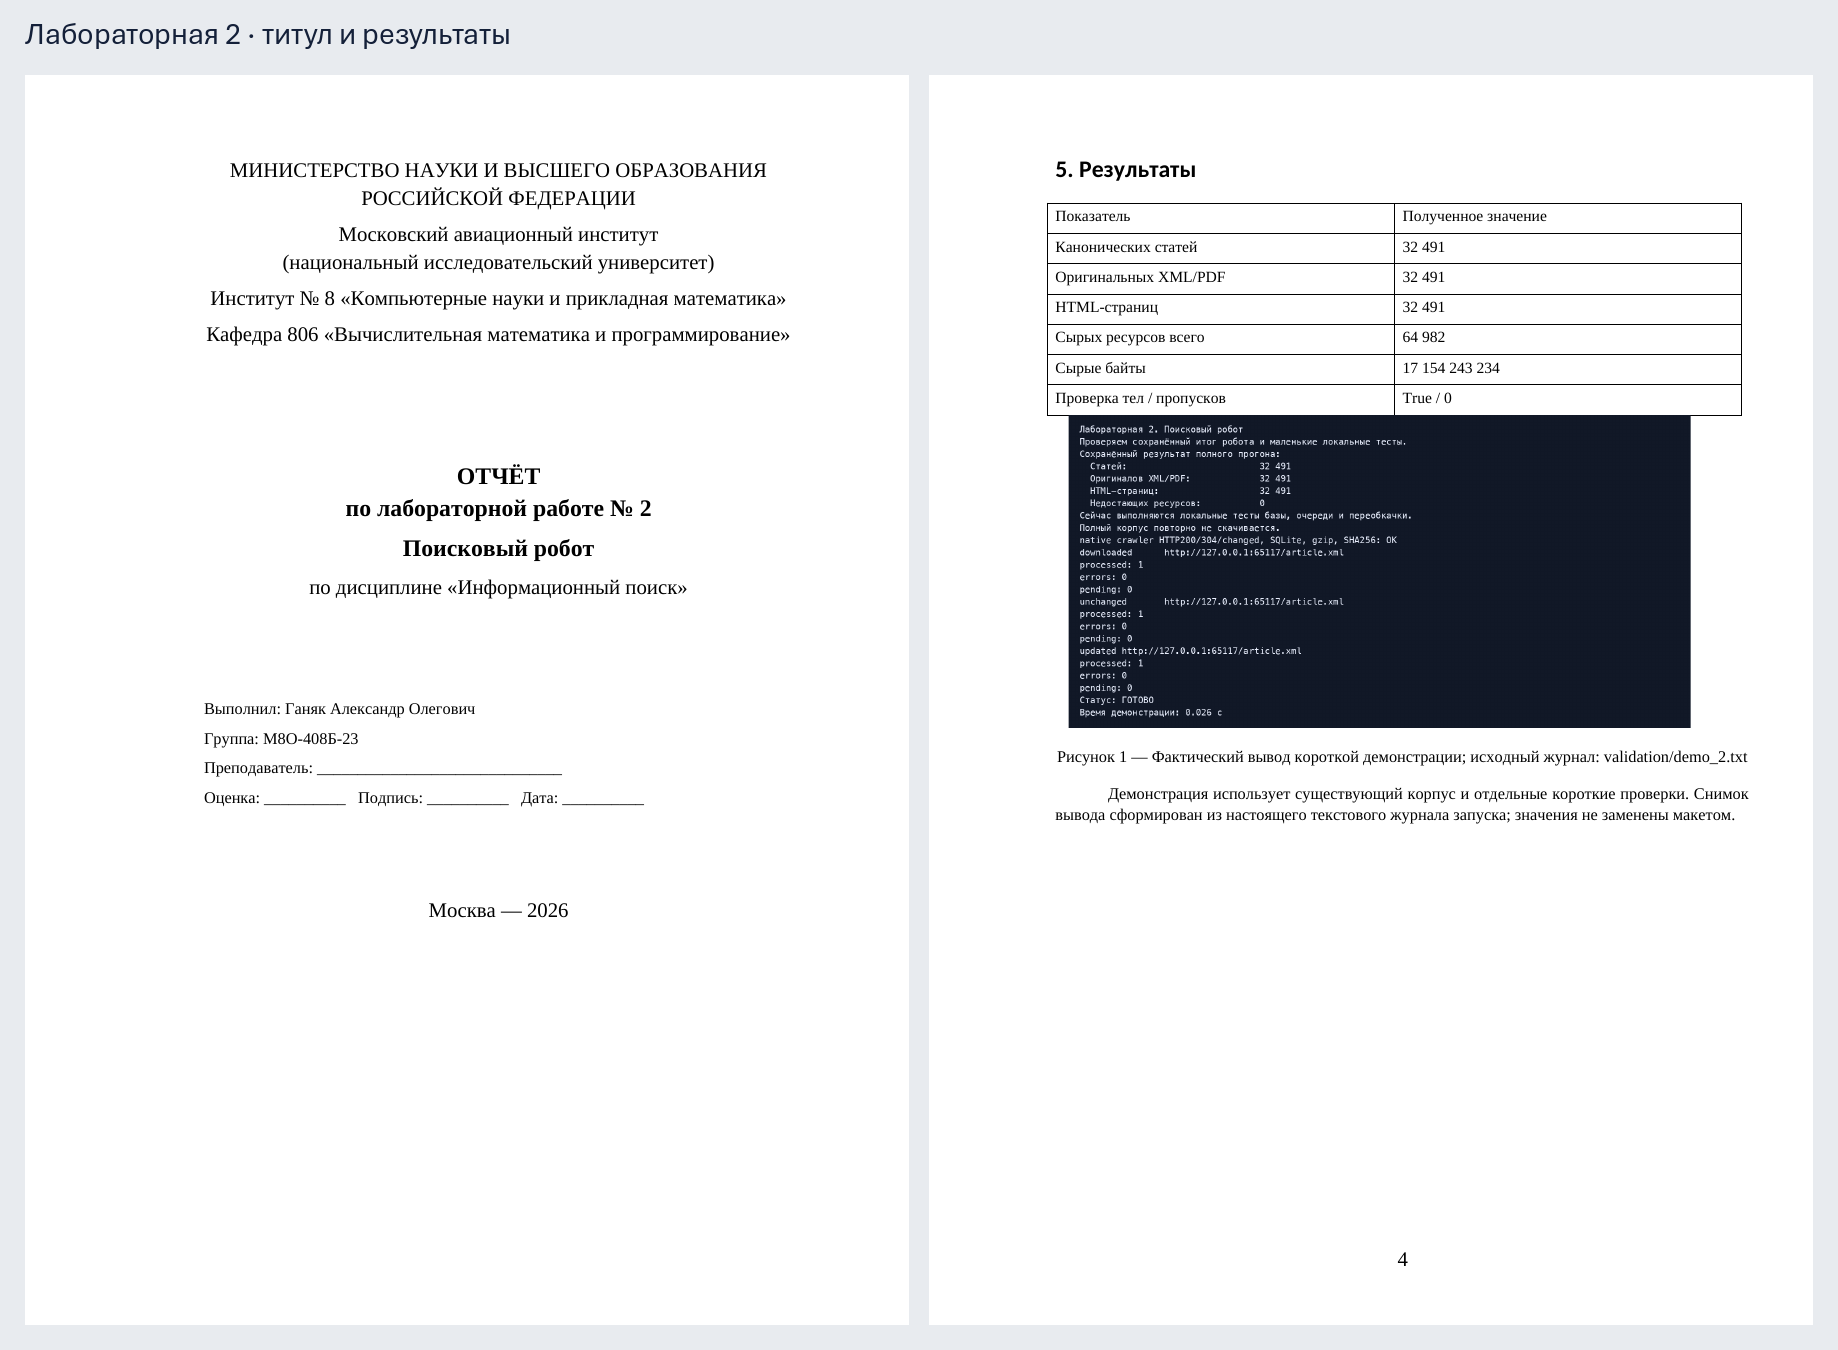 Лабораторная 2 · титул и результаты
МИНИСТЕРСТВО НАУКИ И ВЫСШЕГО ОБРАЗОВАНИЯ
РОССИЙСКОЙ ФЕДЕРАЦИИ
Московский авиационный институт
(национальный исследовательский университет)
Институт № 8 «Компьютерные науки и прикладная математика»
Кафедра 806 «Вычислительная математика и программирование»
ОТЧЁТ
по лабораторной работе № 2
Поисковый робот
по дисциплине «Информационный поиск»
Выполнил: Ганяк Александр Олегович
Группа: М8О-408Б-23
Преподаватель: ______________________________
Оценка: __________ Подпись: __________ Дата: __________
Москва — 2026
5. Результаты
Показатель Полученное значение
Канонических статей 32 491
Оригинальных XML/PDF 32 491
HTML-страниц 32 491
Сырых ресурсов всего 64 982
Сырые байты 17 154 243 234
Проверка тел / пропусков True / 0
Лабораторная 2. Поисковый робот
Проверяем сохранённый итог робота и маленькие локальные тесты.
Сохранённый результат полного прогона:
Статей: 32 491
Оригиналов XML/PDF: 32 491
HTML-страниц: 32 491
Недостающих ресурсов: 0
Сейчас выполняются локальные тесты базы, очереди и переобкачки.
Полный корпус повторно не скачивается.
native crawler HTTP200/304/changed, SQLite, gzip, SHA256: OK
downloaded http://127.0.0.1:65117/article.xml
processed: 1
errors: 0
pending: 0
unchanged http://127.0.0.1:65117/article.xml
processed: 1
errors: 0
pending: 0
updated http://127.0.0.1:65117/article.xml
processed: 1
errors: 0
pending: 0
Статус: ГОТОВО
Время демонстрации: 0.026 с
Рисунок 1 — Фактический вывод короткой демонстрации; исходный журнал: validation/demo_2.txt
Демонстрация использует существующий корпус и отдельные короткие проверки. Снимок
вывода сформирован из настоящего текстового журнала запуска; значения не заменены макетом.
4